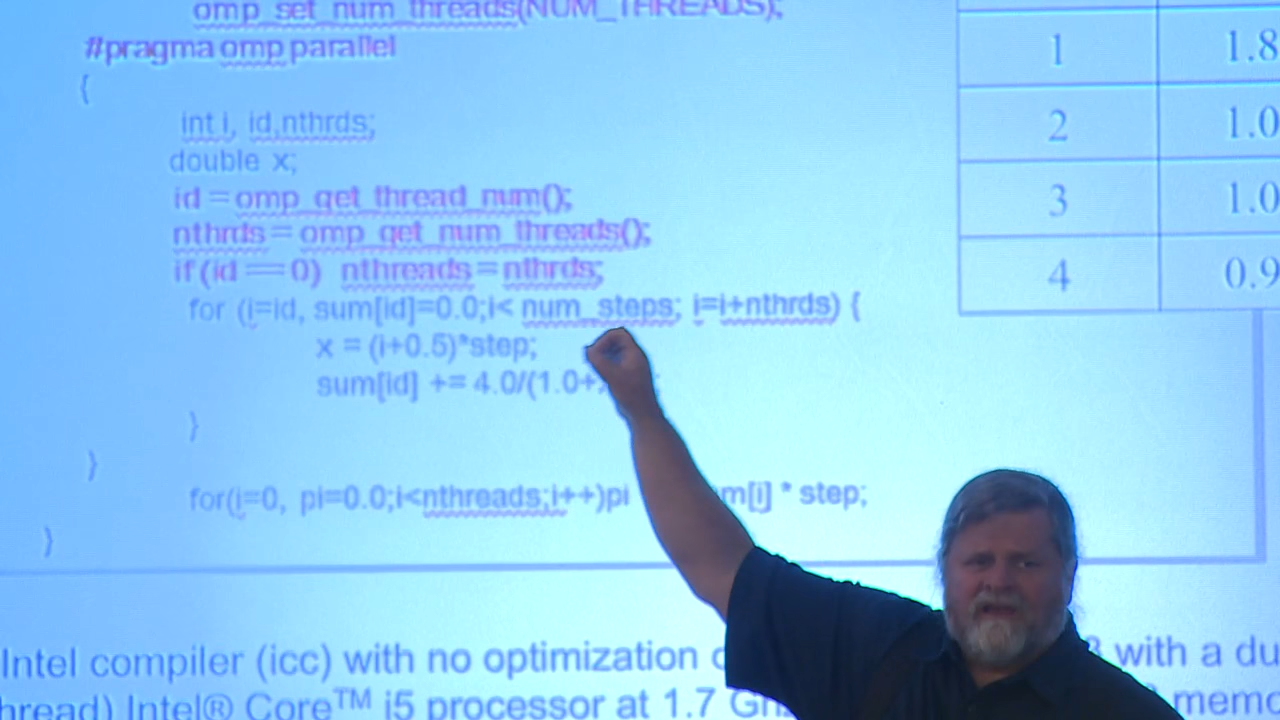 omp_set_num_threads(NUM_THREADS);
#pragma omp parallel
{
int i, id,nthrds;
double x;
id = omp_get_thread_num();
nthrds = omp_get_num_threads();
if (id == 0) nthreads = nthrds;
for (i=id, sum[id]=0.0;i< num_steps; i=i+nthrds) {
x = (i+0.5)*step;
sum[id] += 4.0/(1.0+
}
}
for(i=0, pi=0.0;i<nthreads;i++)pi m[i] * step;
}
1 1.8
2 1.0
3 1.0
4 0.9
Intel compiler (icc) with no optimization with a du
hread) Intel® Core™ i5 processor at 1.7 memo